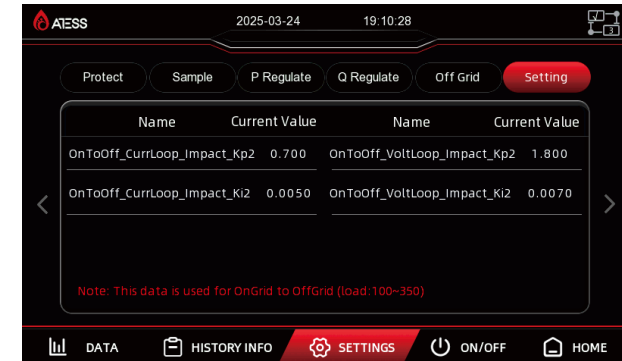 ATESS 2025-03-24 19:10:28
3
Protect Sample P Regulate Q Regulate Off Grid Setting
Name Current Value Name Current Value
OnToOff_CurrLoop_Impact_Kp2 0.700 OnToOff_VoltLoop_Impact_Kp2 1.800
OnToOff_CurrLoop_Impact_Ki2 0.0050 OnToOff_VoltLoop_Impact_Ki2 0.0070
Note: This data is used for OnGrid to OffGrid (load:100~350)
DATA HISTORY INFO SETTINGS ON/OFF HOME